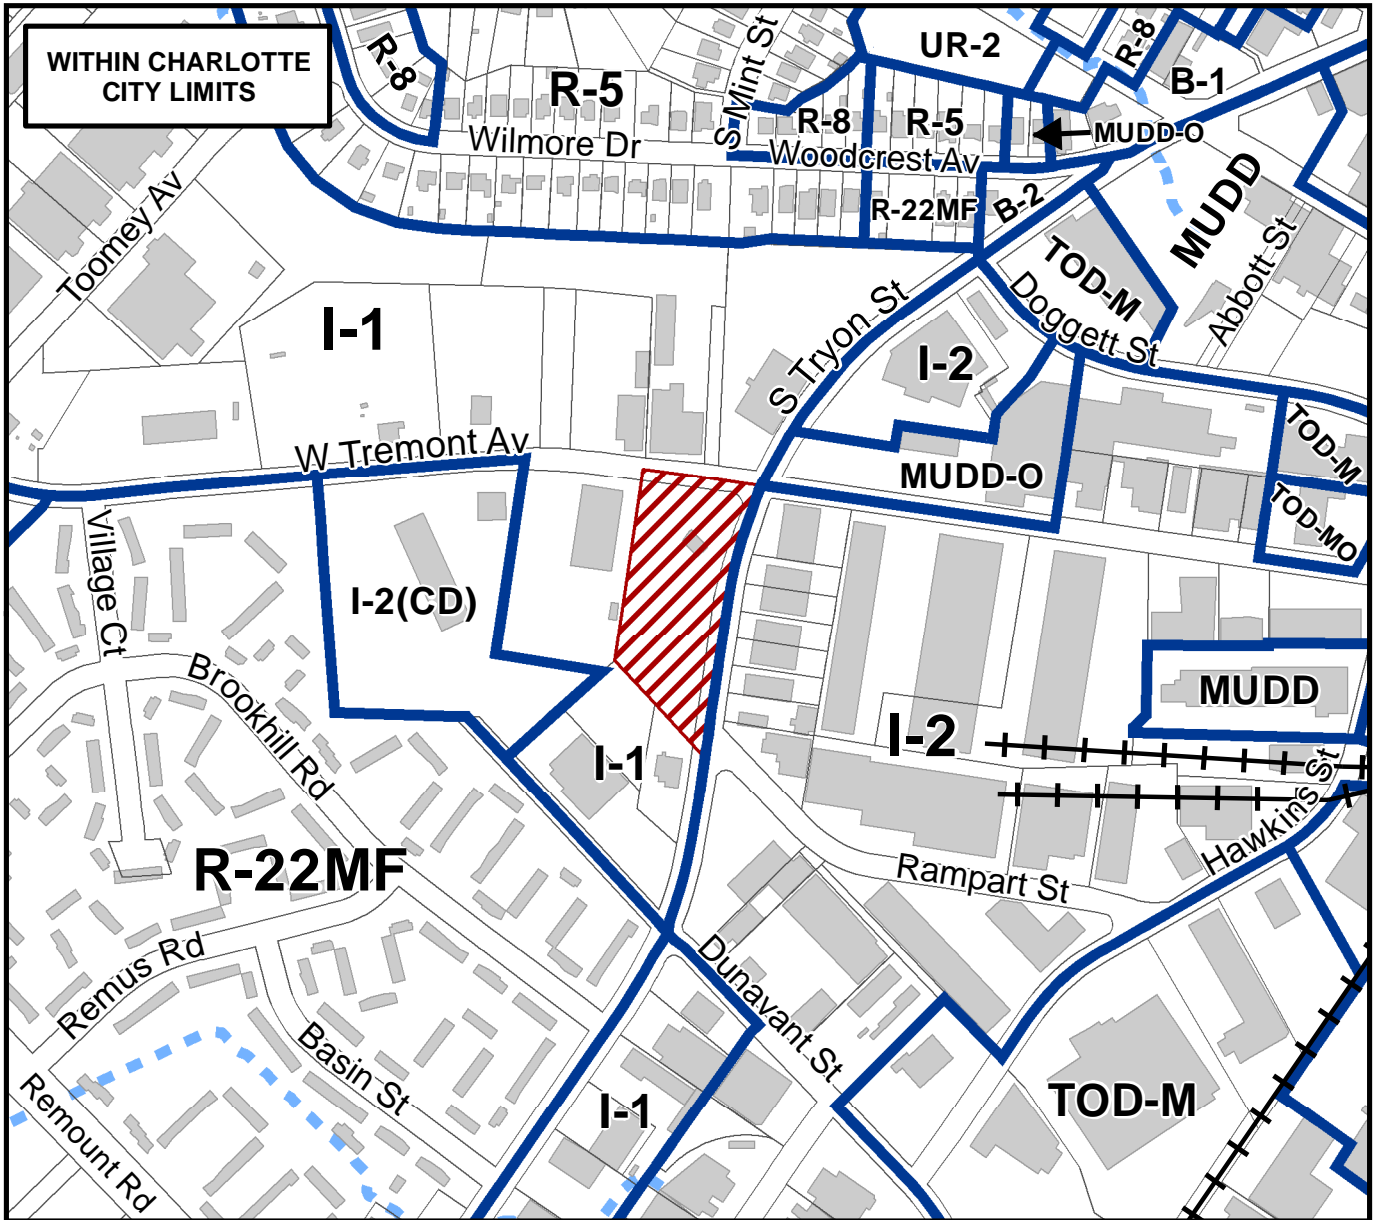 WITHIN CHARLOTTE
CITY LIMITS
R-8
R-5
S Mint St
UR-2
R-8
B-1
R-8
R-5
MUDD-O
Wilmore Dr
Woodcrest Av
R-22MF
B-2
MUDD
Toomey Av
TOD-M
Abbott St
Doggett St
I-1
S Tryon St
I-2
TOD-M
W Tremont Av
MUDD-O
TOD-MO
Village Ct
I-2(CD)
Brookhill Rd
MUDD
I-1
I-2
Hawkins St
R-22MF
Rampart St
Remus Rd
Dunavant St
Basin St
Remount Rd
I-1
TOD-M